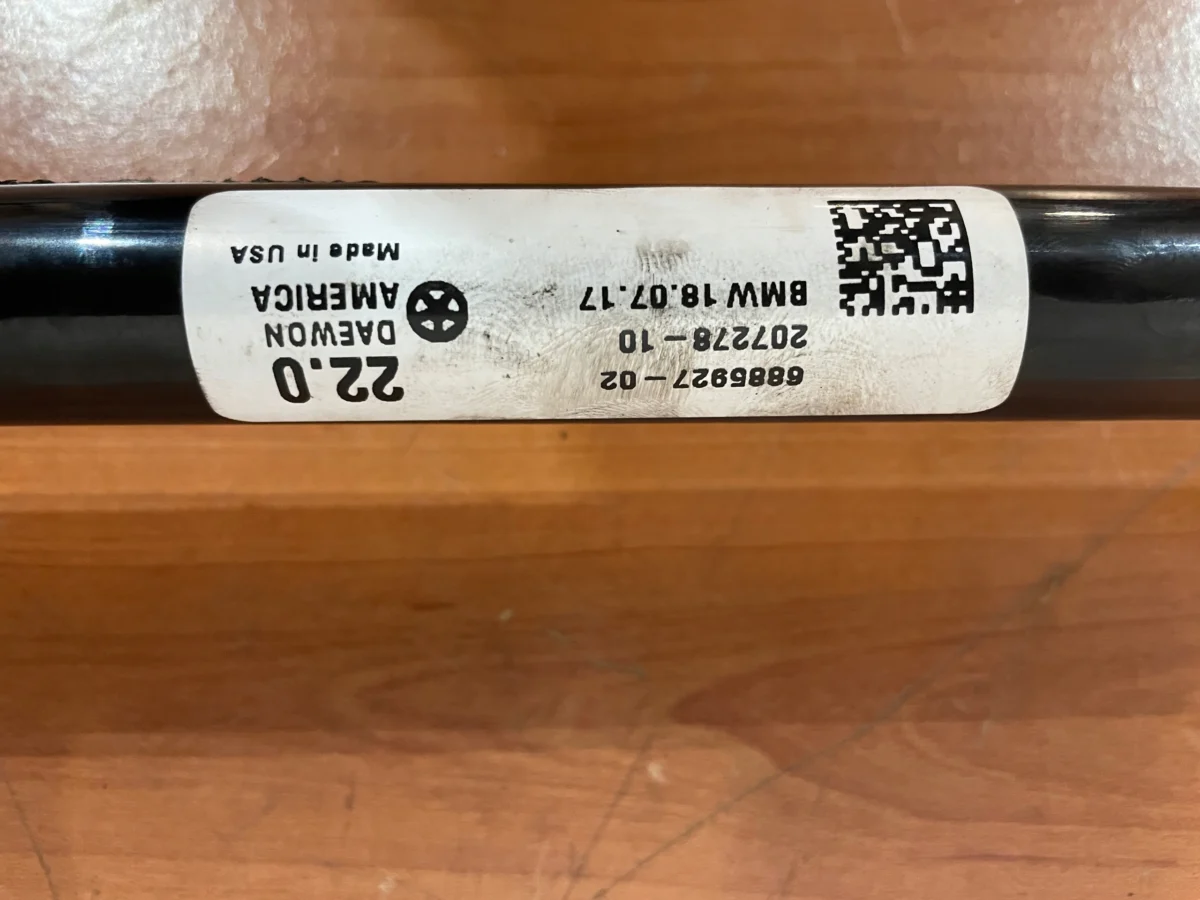 6885927-02
207278-10
BMW 18.07.17
22.0
DAEWON
AMERICA
Made in USA